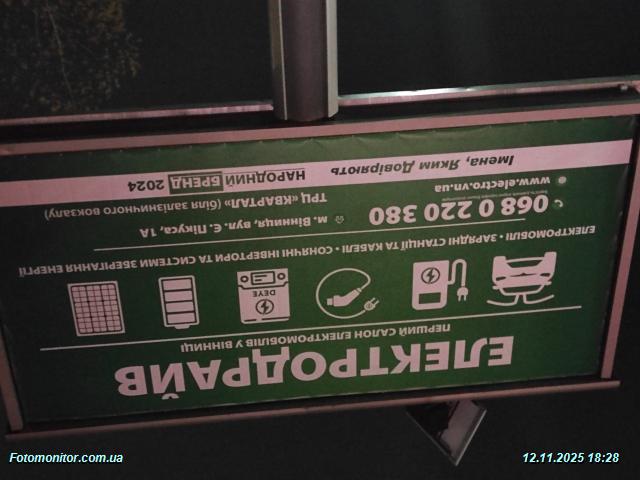 ЕЛЕКТРОДРАЙВ
ПЕРШИЙ САЛОН ЕЛЕКТРОМОБІЛІВ У ВІННИЦІ
DEYE
ЕЛЕКТРОМОБІЛІ • ЗАРЯДНІ СТАНЦІЇ ТА КАБЕЛІ • СОНЯЧНІ ІНВЕРТОРИ ТА СИСТЕМИ ЗБЕРІГАННЯ ЕНЕРГІЇ
068 0 220 380
www.electro.vn.ua
м. Вінниця, вул. Є. Пікуса, 1А
ТРЦ «КВАРТАЛ» (біля залізничного вокзалу)
Імена, Яким Довіряють
НАРОДНИЙ БРЕНД 2024
Fotomonitor.com.ua
12.11.2025 18:28